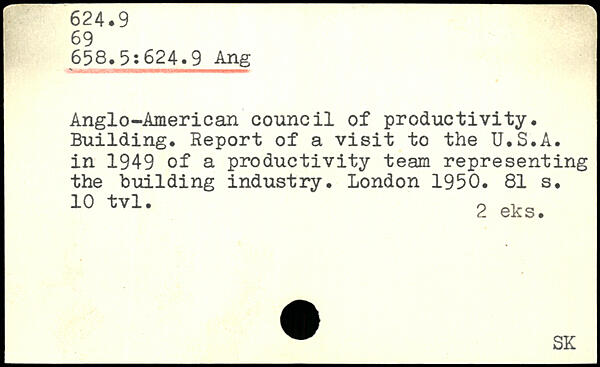 624.9
69
658.5:624.9 Ang
Anglo-American council of productivity.
Building. Report of a visit to the U.S.A.
in 1949 of a productivity team representing
the building industry. London 1950. 81 s.
10 tvl.
2 eks.
SK